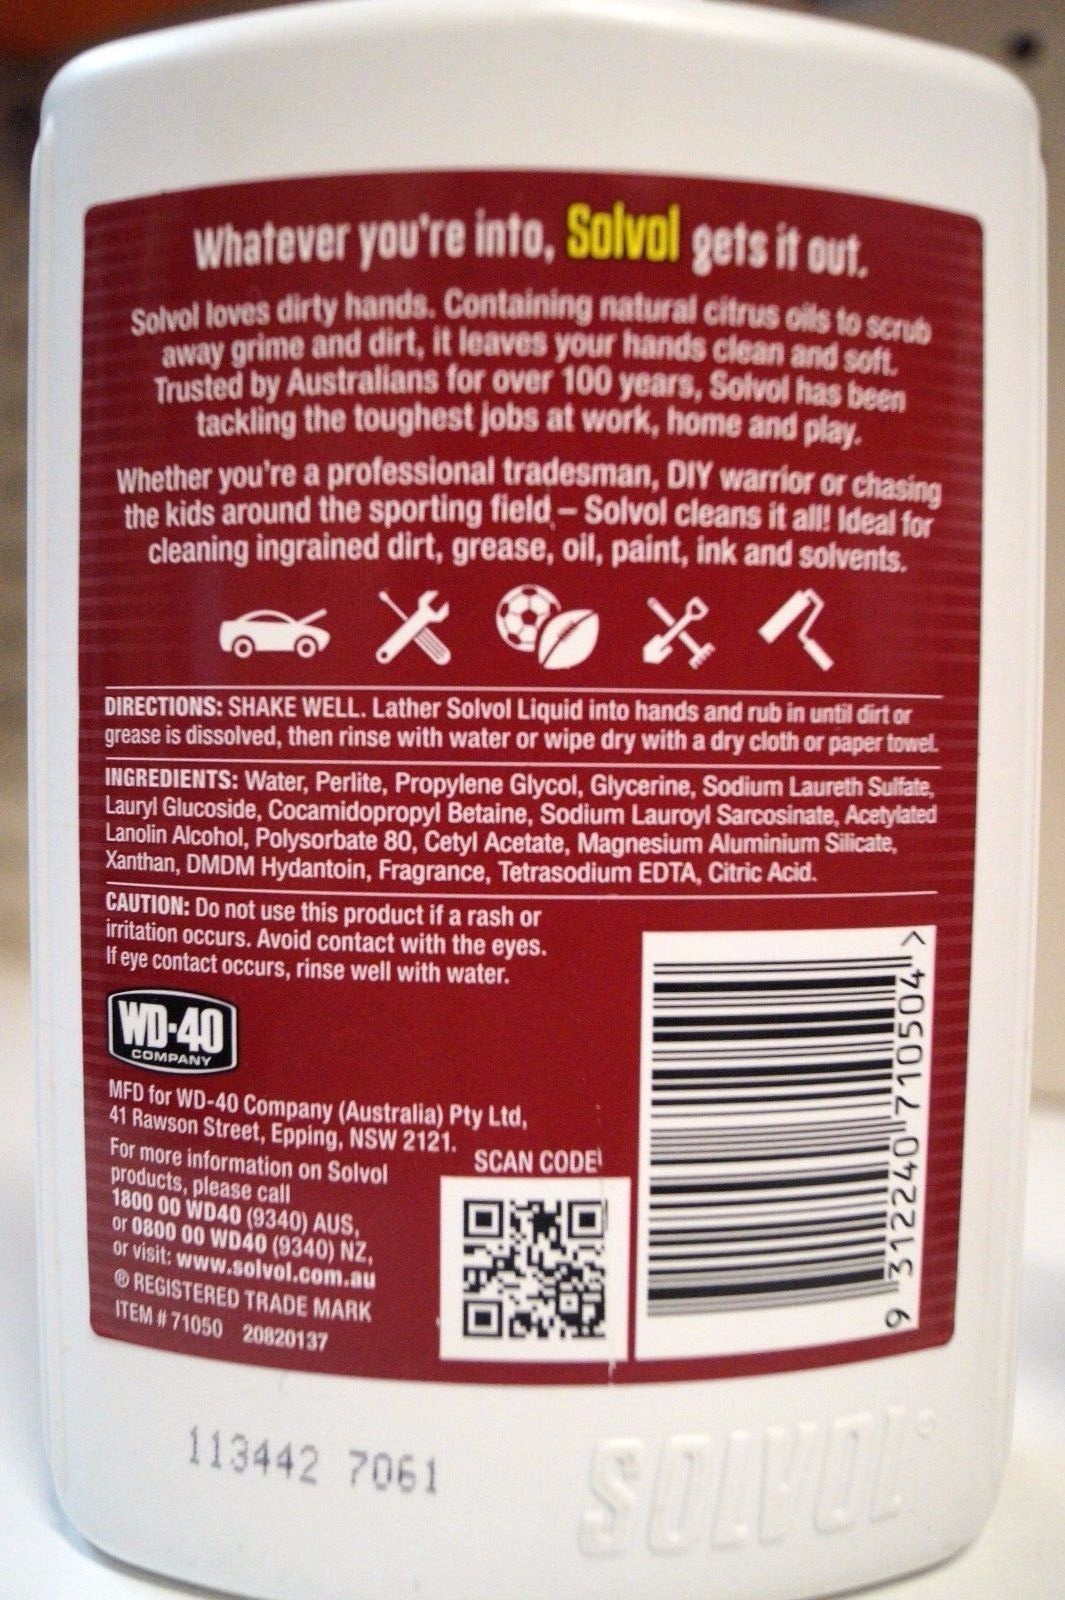 Whatever you're into, Solvol gets it out.
Solvol loves dirty hands. Containing natural citrus oils to scrub
away grime and dirt, it leaves your hands clean and soft.
Trusted by Australians for over 100 years, Solvol has been
tackling the toughest jobs at work, home and play.
Whether you're a professional tradesman, DIY warrior or chasing
the kids around the sporting field – Solvol cleans it all! Ideal for
cleaning ingrained dirt, grease, oil, paint, ink and solvents.
DIRECTIONS: SHAKE WELL. Lather Solvol Liquid into hands and rub in until dirt or
grease is dissolved, then rinse with water or wipe dry with a dry cloth or paper towel.
INGREDIENTS: Water, Perlite, Propylene Glycol, Glycerine, Sodium Laureth Sulfate,
Lauryl Glucoside, Cocamidopropyl Betaine, Sodium Lauroyl Sarcosinate, Acetylated
Lanolin Alcohol, Polysorbate 80, Cetyl Acetate, Magnesium Aluminium Silicate,
Xanthan, DMDM Hydantoin, Fragrance, Tetrasodium EDTA, Citric Acid.
CAUTION: Do not use this product if a rash or
irritation occurs. Avoid contact with the eyes.
If eye contact occurs, rinse well with water.
WD-40
COMPANY
MFD for WD-40 Company (Australia) Pty Ltd,
41 Rawson Street, Epping, NSW 2121.
For more information on Solvol
products, please call
1800 00 WD40 (9340) AUS,
or 0800 00 WD40 (9340) NZ,
or visit: www.solvol.com.au
® REGISTERED TRADE MARK
ITEM # 71050 20820137
SCAN CODE
9 312240 710504 >
113442 7061
SOLVOL®